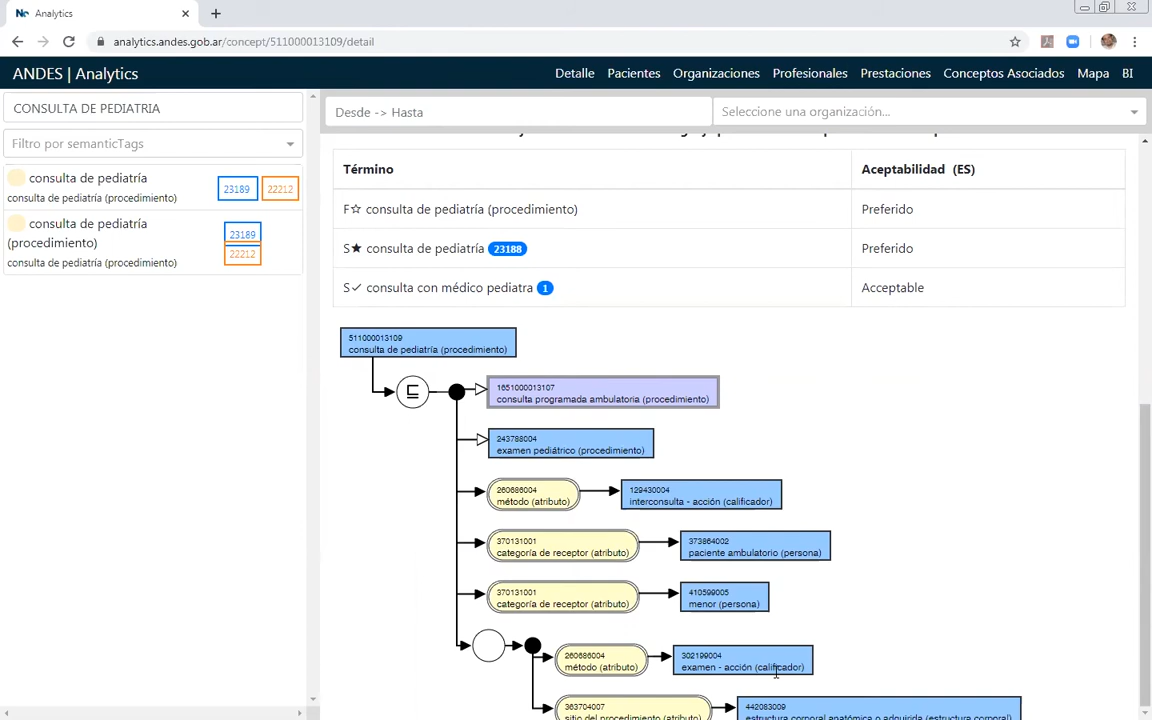 Analytics
analytics.andes.gob.ar/concept/511000013109/detail
ANDES | Analytics
Detalle
Pacientes
Organizaciones
Profesionales
Prestaciones
Conceptos Asociados
Mapa
BI
CONSULTA DE PEDIATRIA
Desde -> Hasta
Seleccione una organización...
Filtro por semanticTags
consulta de pediatría
23189
22212
consulta de pediatría (procedimiento)
consulta de pediatría
(procedimiento)
23189
22212
consulta de pediatría (procedimiento)
Término
Aceptabilidad (ES)
F☆ consulta de pediatría (procedimiento)
Preferido
S★ consulta de pediatría 23188
Preferido
S✓ consulta con médico pediatra 1
Acceptable
511000013109
consulta de pediatría (procedimiento)
⊑
1651000013107
consulta programada ambulatoria (procedimiento)
243788004
examen pediátrico (procedimiento)
260686004
método (atributo)
129430004
interconsulta - acción (calificador)
370131001
categoría de receptor (atributo)
373864002
paciente ambulatorio (persona)
370131001
categoría de receptor (atributo)
410599005
menor (persona)
260686004
método (atributo)
302199004
examen - acción (calificador)
363704007
sitio del procedimiento (atributo)
442083009
estructura corporal anatómica o adquirida (estructura corporal)